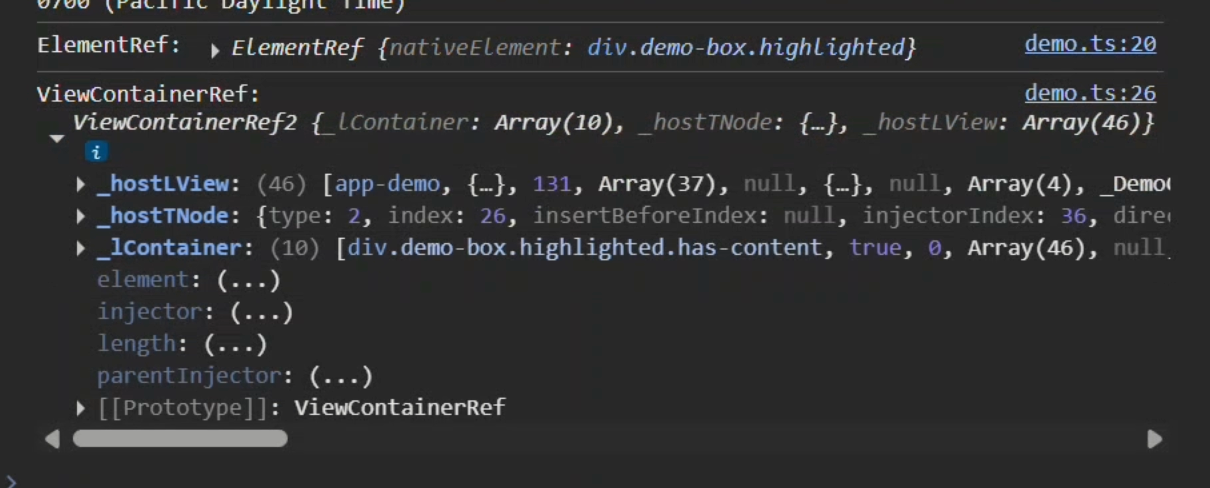 0700 (Pacific Daylight Time)
ElementRef: ▶ ElementRef {nativeElement: div.demo-box.highlighted} demo.ts:20
ViewContainerRef: demo.ts:26
▼ ViewContainerRef2 {_lContainer: Array(10), _hostTNode: {…}, _hostLView: Array(46)}
i
▶ _hostLView: (46) [app-demo, {…}, 131, Array(37), null, {…}, null, Array(4), _Demo
▶ _hostTNode: {type: 2, index: 26, insertBeforeIndex: null, injectorIndex: 36, dire
▶ _lContainer: (10) [div.demo-box.highlighted.has-content, true, 0, Array(46), null
element: (...)
injector: (...)
length: (...)
parentInjector: (...)
▶ [[Prototype]]: ViewContainerRef